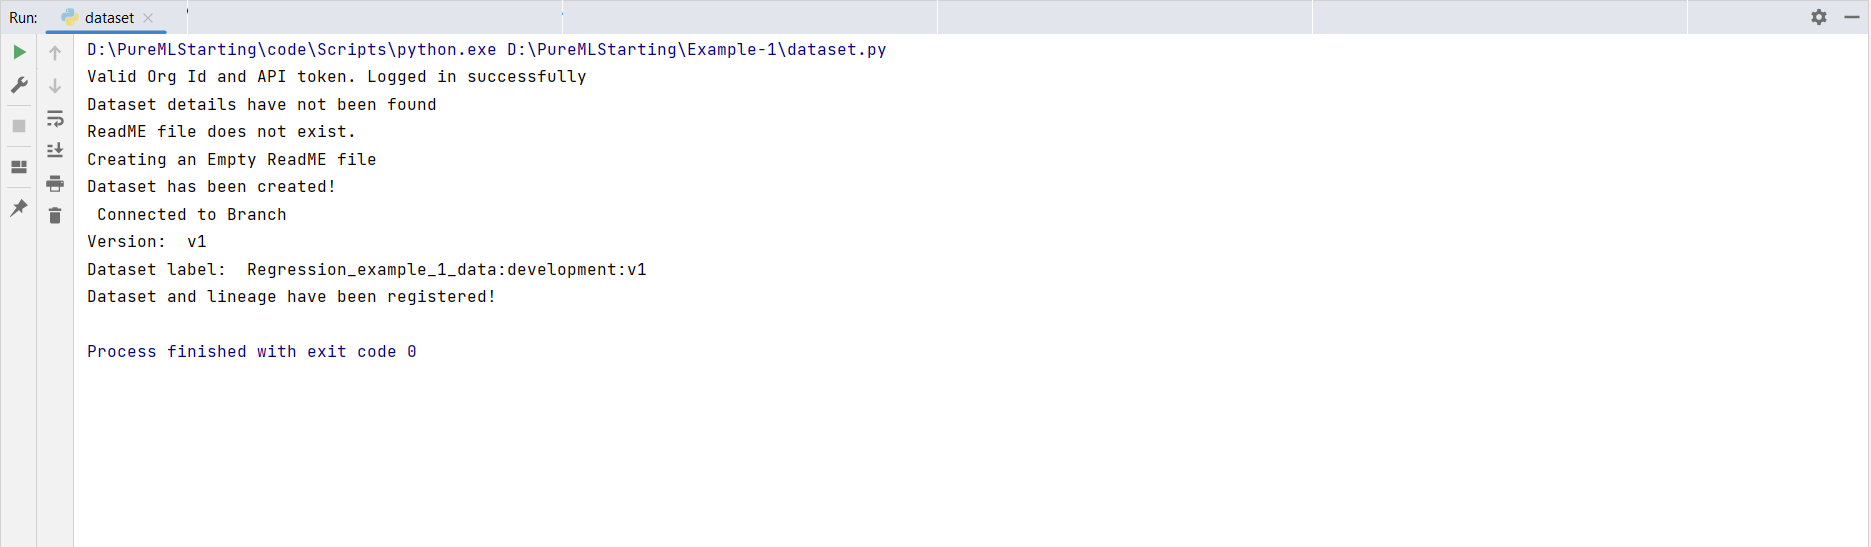 Run: dataset
D:\PureMLStarting\code\Scripts\python.exe D:\PureMLStarting\Example-1\dataset.py
Valid Org Id and API token. Logged in successfully
Dataset details have not been found
ReadME file does not exist.
Creating an Empty ReadME file
Dataset has been created!
Connected to Branch
Version:  v1
Dataset label:  Regression_example_1_data:development:v1
Dataset and lineage have been registered!
Process finished with exit code 0